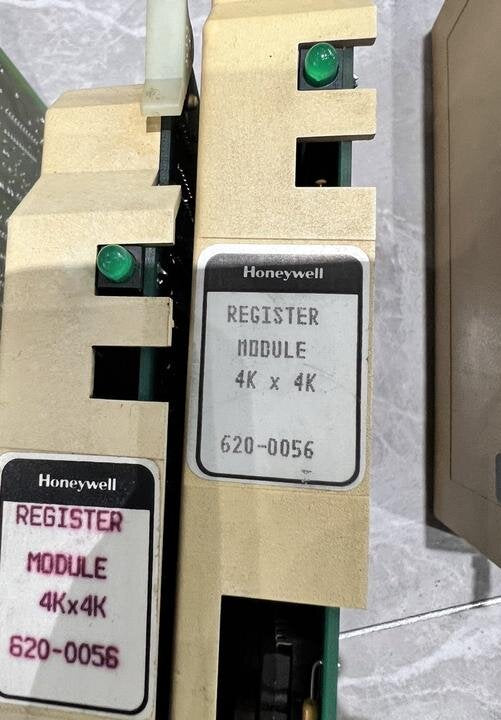 Honeywell
REGISTER
MODULE
4K x 4K
620-0056
Honeywell
REGISTER
MODULE
4Kx4K
620-0056